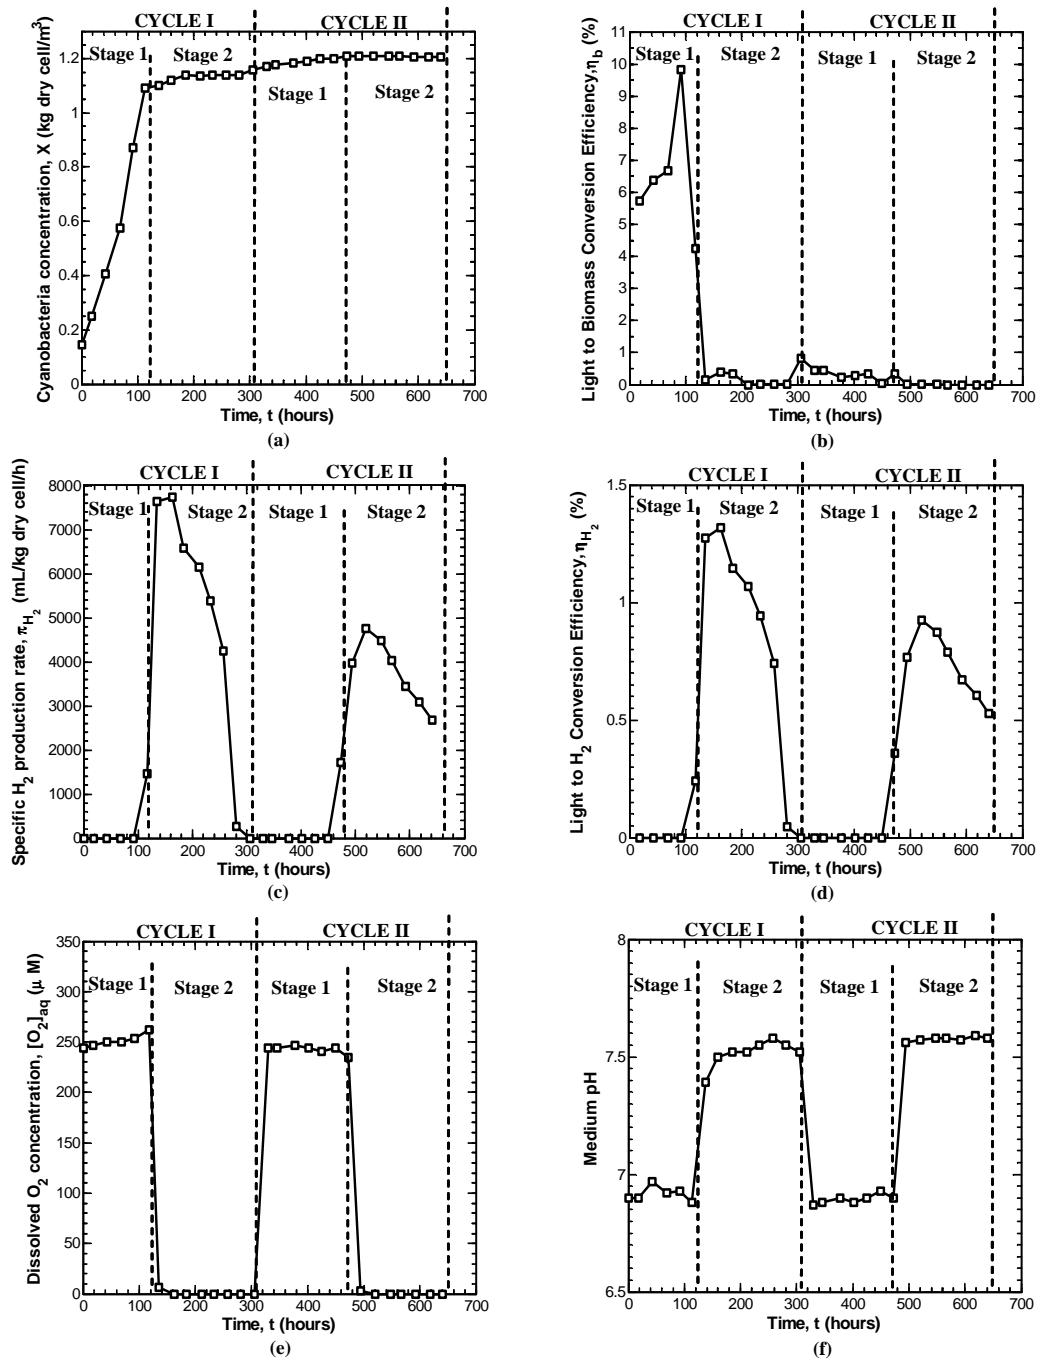 CYCLE I CYCLE II
Stage 1 Stage 2
Stage 1 Stage 2
Cyanobacteria concentration, X (kg dry cell/m³)
0 0.2 0.4 0.6 0.8 1 1.2
0 100 200 300 400 500 600 700
Time, t (hours)
(a)
CYCLE I CYCLE II
Stage 1 Stage 2 Stage 1 Stage 2
Light to Biomass Conversion Efficiency, η_b (%)
0 1 2 3 4 5 6 7 8 9 10 11
0 100 200 300 400 500 600 700
Time, t (hours)
(b)
CYCLE I CYCLE II
Stage 1 Stage 2 Stage 1 Stage 2
Specific H₂ production rate, π_H₂ (mL/kg dry cell/h)
0 1000 2000 3000 4000 5000 6000 7000 8000
0 100 200 300 400 500 600 700
Time, t (hours)
(c)
CYCLE I CYCLE II
Stage 1 Stage 2 Stage 1 Stage 2
Light to H₂ Conversion Efficiency, η_H₂ (%)
0 0.5 1 1.5
0 100 200 300 400 500 600 700
Time, t (hours)
(d)
CYCLE I CYCLE II
Stage 1 Stage 2 Stage 1 Stage 2
Dissolved O₂ concentration, [O₂]aq (μ M)
0 50 100 150 200 250 300 350
0 100 200 300 400 500 600 700
Time, t (hours)
(e)
CYCLE I CYCLE II
Stage 1 Stage 2 Stage 1 Stage 2
Medium pH
6.5 7 7.5 8
0 100 200 300 400 500 600 700
Time, t (hours)
(f)